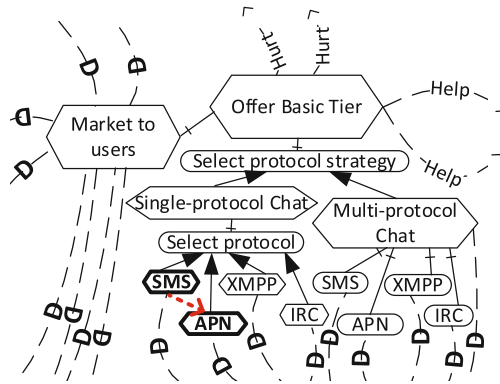 Hurt
Hurt
D
D
Offer Basic Tier
Help
D
Market to
users
Select protocol strategy
D
Help
Single-protocol Chat
Multi-protocol
Chat
Select protocol
SMS
XMPP
SMS
XMPP
IRC
IRC
APN
APN
D
D
D
D
D
D
D
D
D
D